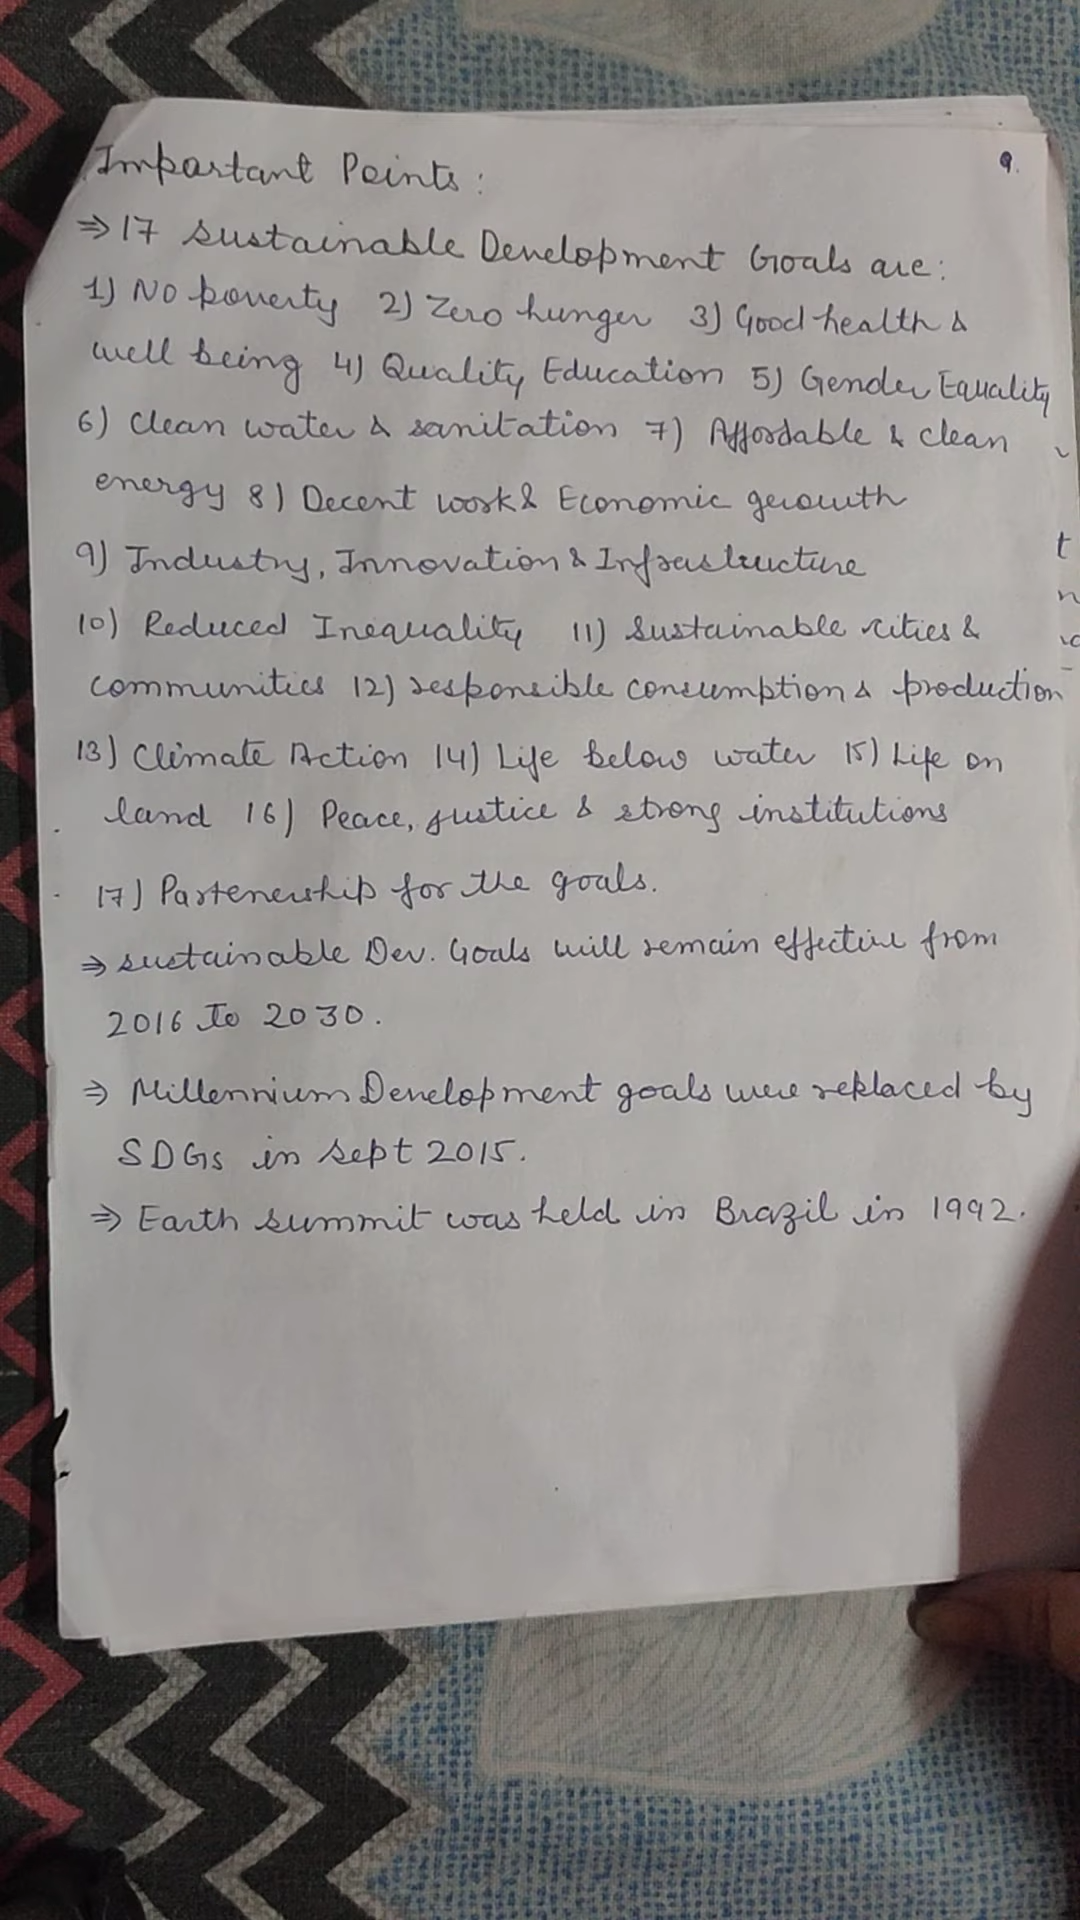 Important Points:
9.
⇒ 17 sustainable Development Goals are:
1) No poverty 2) Zero hunger 3) Good health &
well being 4) Quality Education 5) Gender Equality
6) Clean water & sanitation 7) Affordable & clean
energy 8) Decent work & Economic growth
9) Industry, Innovation & Infrastructure
10) Reduced Inequality 11) Sustainable cities &
communities 12) responsible consumption & production
13) Climate Action 14) Life below water 15) Life on
land 16) Peace, justice & strong institutions
17) Partenership for the goals.
⇒ sustainable Dev. Goals will remain effective from
2016 to 2030.
⇒ Millennium Development goals were replaced by
SDGs in sept 2015.
⇒ Earth summit was held in Brazil in 1992.